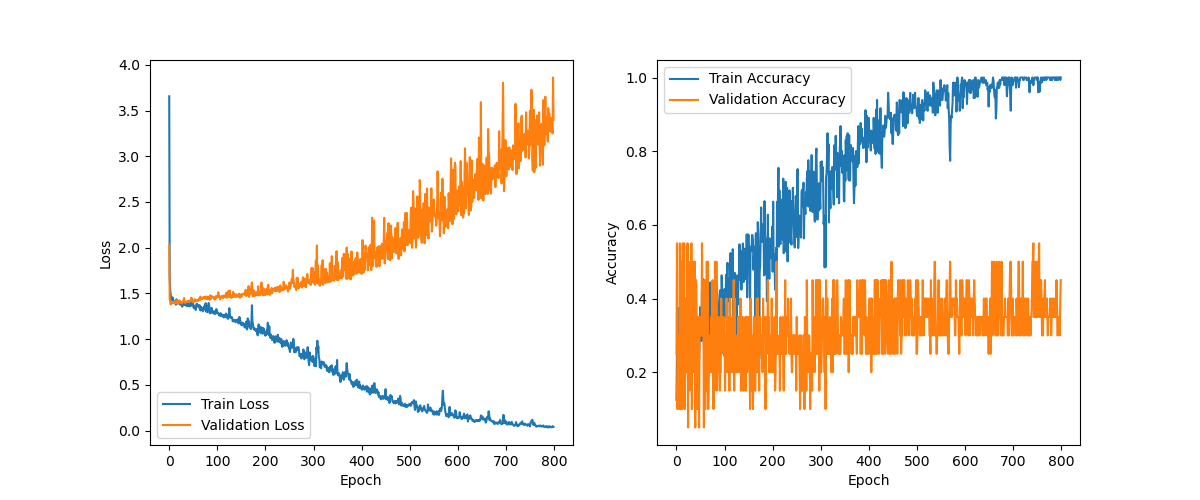 4.0
3.5
3.0
2.5
2.0
1.5
1.0
0.5
0.0
Loss
Train Loss
Validation Loss
0 100 200 300 400 500 600 700 800
Epoch
1.0
0.8
0.6
0.4
0.2
Accuracy
Train Accuracy
Validation Accuracy
0 100 200 300 400 500 600 700 800
Epoch